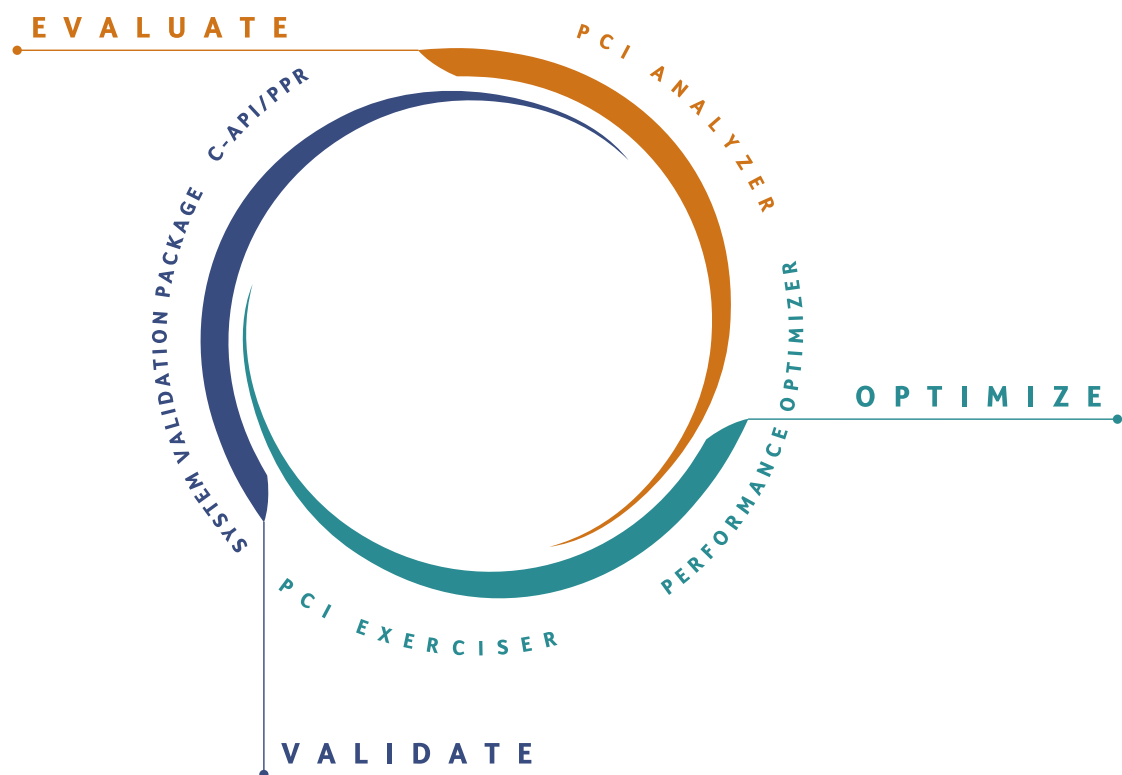 EVALUATE
PCI ANALYZER
C-API/PPR
SYSTEM VALIDATION PACKAGE
PERFORMANCE OPTIMIZER
OPTIMIZE
PCI EXERCISER
VALIDATE